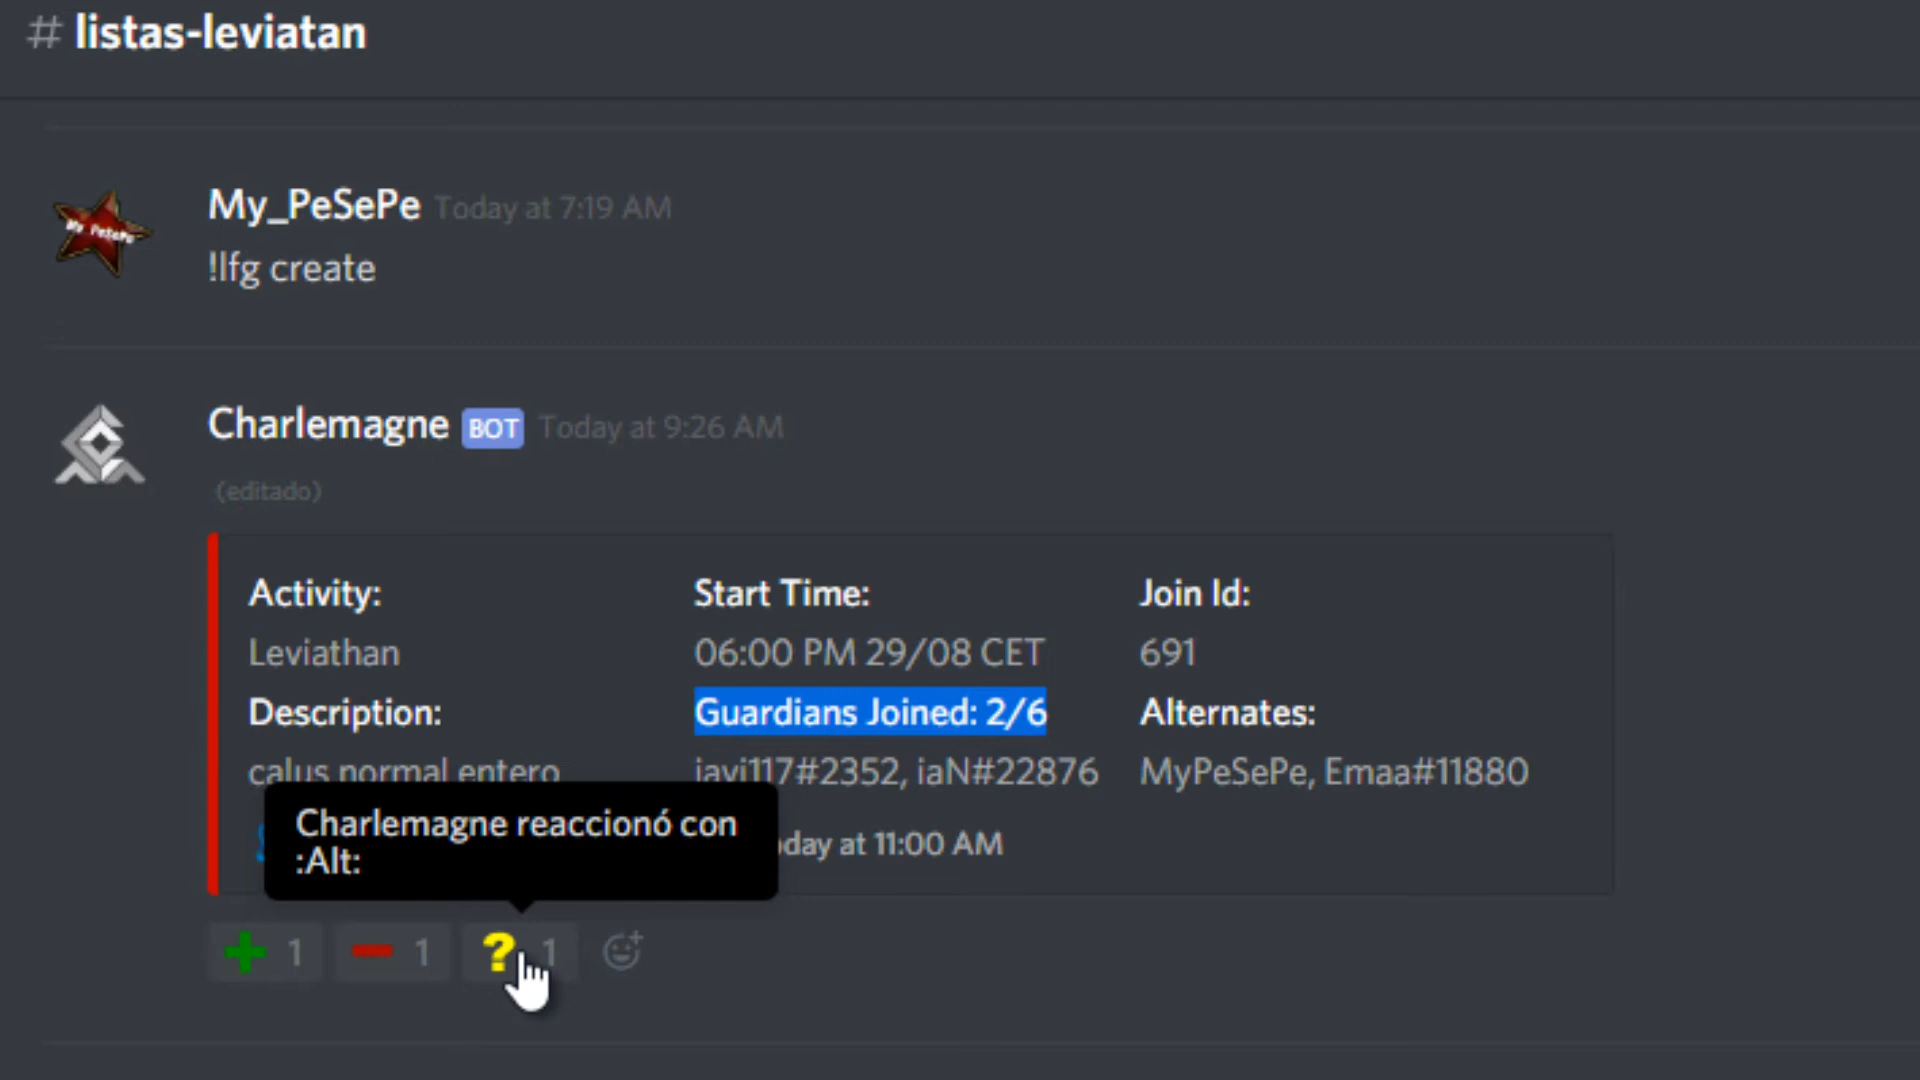 # listas-leviatan
My_PeSePe Today at 7:19 AM
!lfg create
My PeSePe
Charlemagne BOT Today at 9:26 AM
(editado)
Activity: Start Time: Join Id:
Leviathan 06:00 PM 29/08 CET 691
Description: Guardians Joined: 2/6 Alternates:
calus normal entero javi117#2352, iaN#22876 MyPeSePe, Emaa#11880
Charlemagne reaccionó con
:Alt:
at 11:00 AM
1 1 ? 1